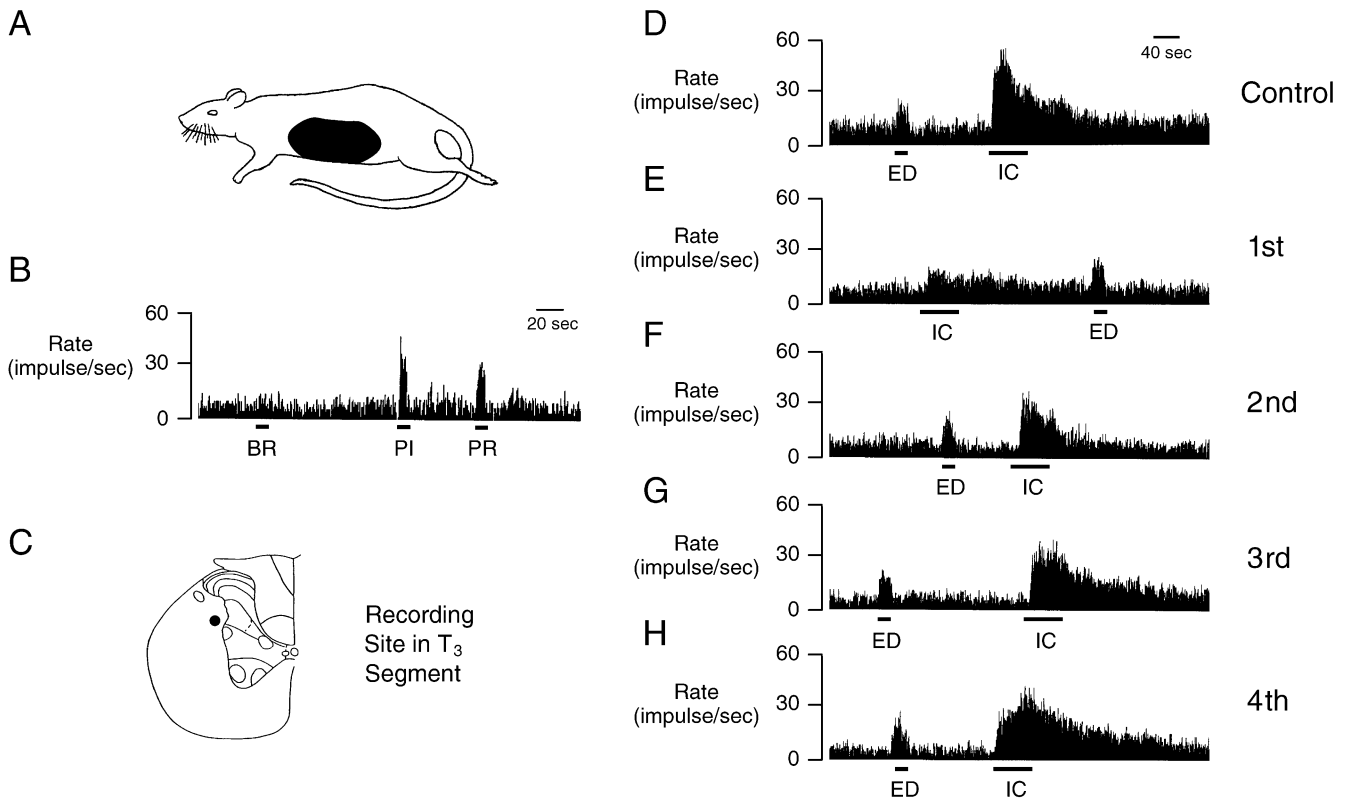 A
B
60
20 sec
Rate
(impulse/sec)
30
0
BR PI PR
C
Recording
Site in T3
Segment
D
60
40 sec
Rate
(impulse/sec)
30
Control
0
ED IC
E
60
Rate
(impulse/sec)
30
1st
0
IC ED
F
60
Rate
(impulse/sec)
30
2nd
0
ED IC
G
60
Rate
(impulse/sec)
30
3rd
0
ED IC
H
60
Rate
(impulse/sec)
30
4th
0
ED IC